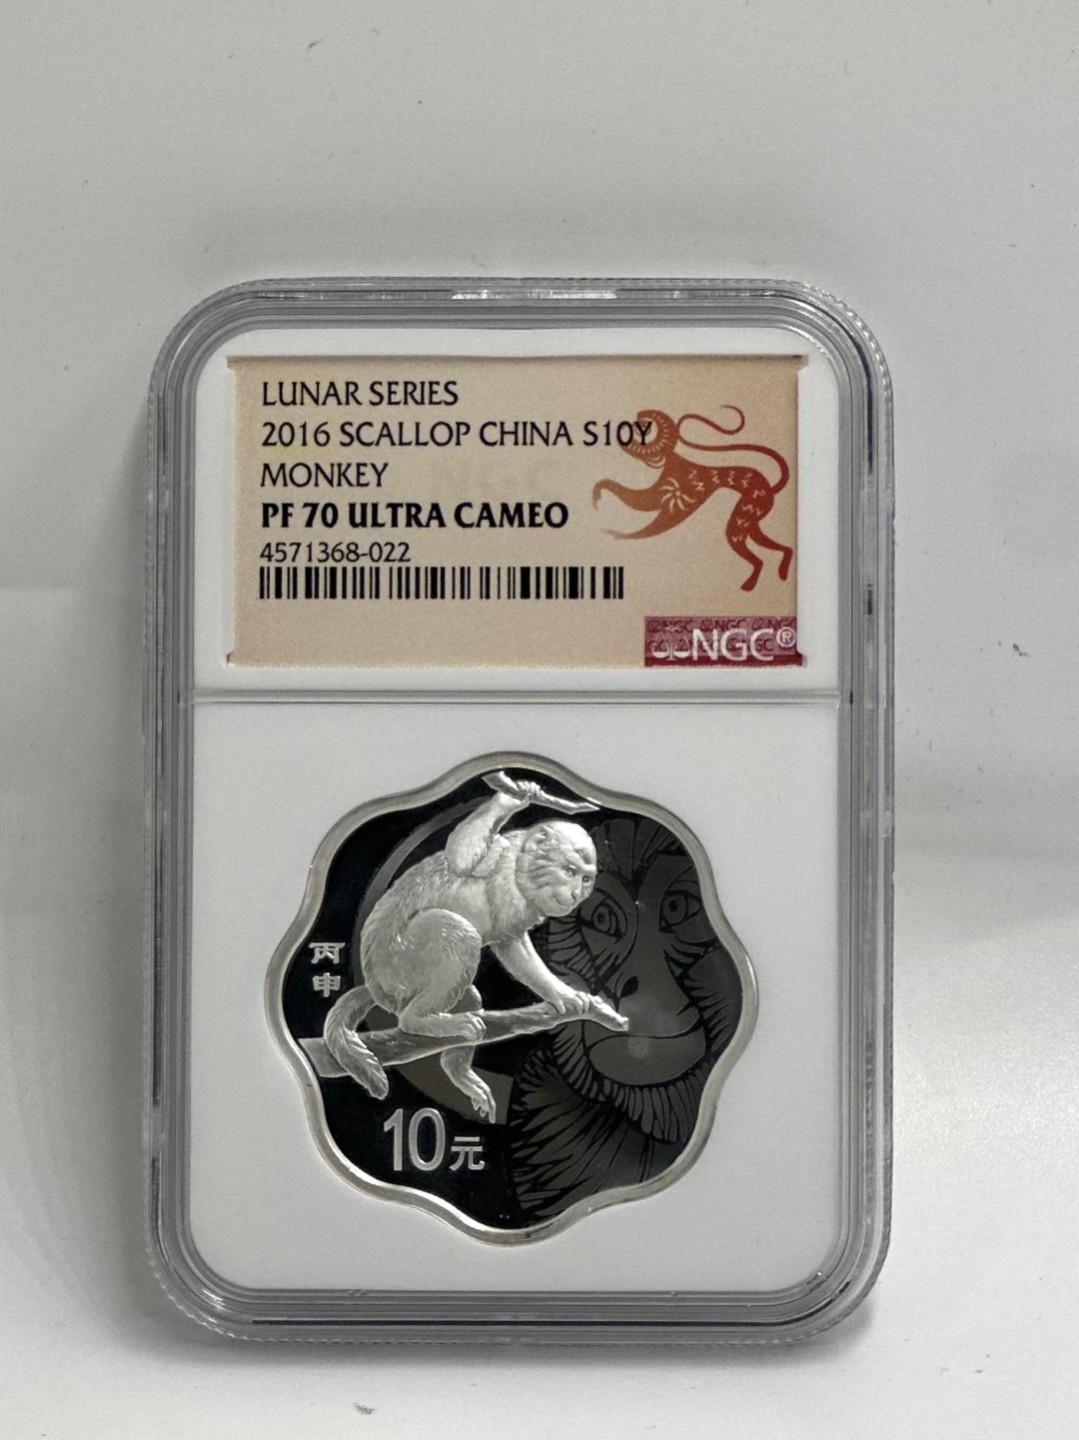 LUNAR SERIES
2016 SCALLOP CHINA S10Y
MONKEY
PF 70 ULTRA CAMEO
4571368-022
NGC®
丙
申
10元